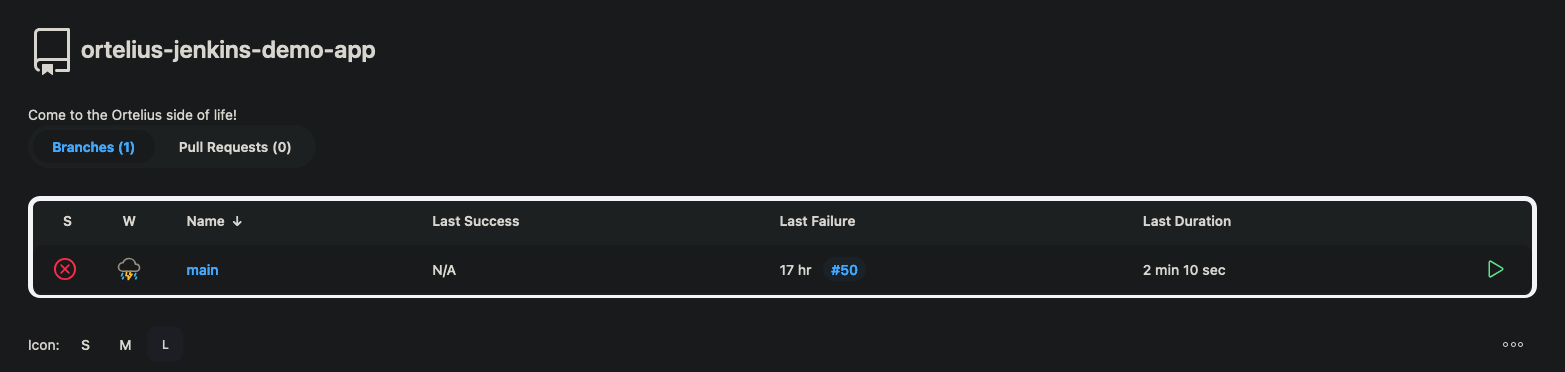 ortelius-jenkins-demo-app
Come to the Ortelius side of life!
Branches (1) Pull Requests (0)
S W Name ↓ Last Success Last Failure Last Duration
main N/A 17 hr #50 2 min 10 sec
Icon: S M L